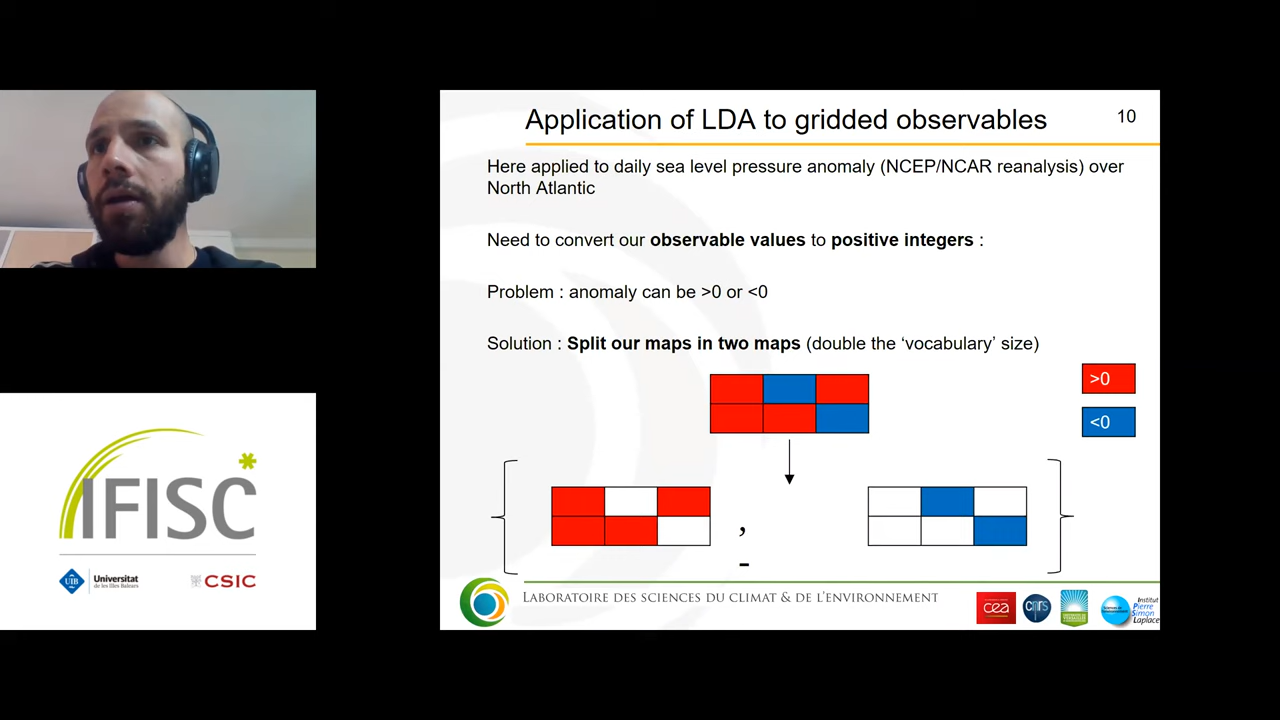 Application of LDA to gridded observables
10
Here applied to daily sea level pressure anomaly (NCEP/NCAR reanalysis) over
North Atlantic
Need to convert our observable values to positive integers :
Problem : anomaly can be >0 or <0
Solution : Split our maps in two maps (double the ‘vocabulary’ size)
>0
<0
,
-
IFISC*
UIB
Universitat
de les Illes Balears
CSIC
LABORATOIRE DES SCIENCES DU CLIMAT & DE L'ENVIRONNEMENT
cea
cnrs
Institut
Pierre
Simon
Laplace